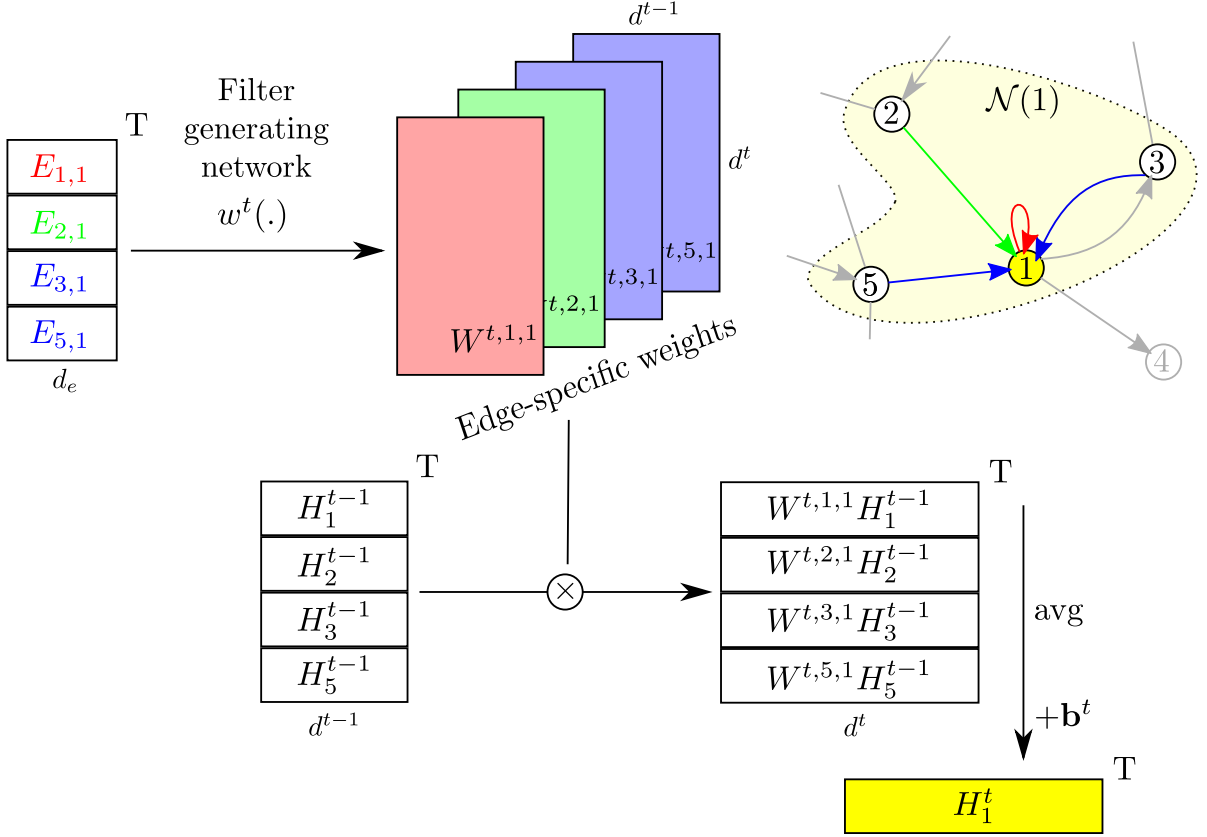 d^{t-1}
Filter
generating
network
w^t(.)
T
E_{1,1}
E_{2,1}
E_{3,1}
E_{5,1}
d_e
W^{t,1,1}
t,2,1
t,3,1
t,5,1
d^t
Edge-specific weights
𝒩(1)
2
3
1
5
4
T
H_1^{t-1}
H_2^{t-1}
H_3^{t-1}
H_5^{t-1}
d^{t-1}
×
T
W^{t,1,1}H_1^{t-1}
W^{t,2,1}H_2^{t-1}
W^{t,3,1}H_3^{t-1}
W^{t,5,1}H_5^{t-1}
d^t
avg
+𝐛^t
T
H_1^t